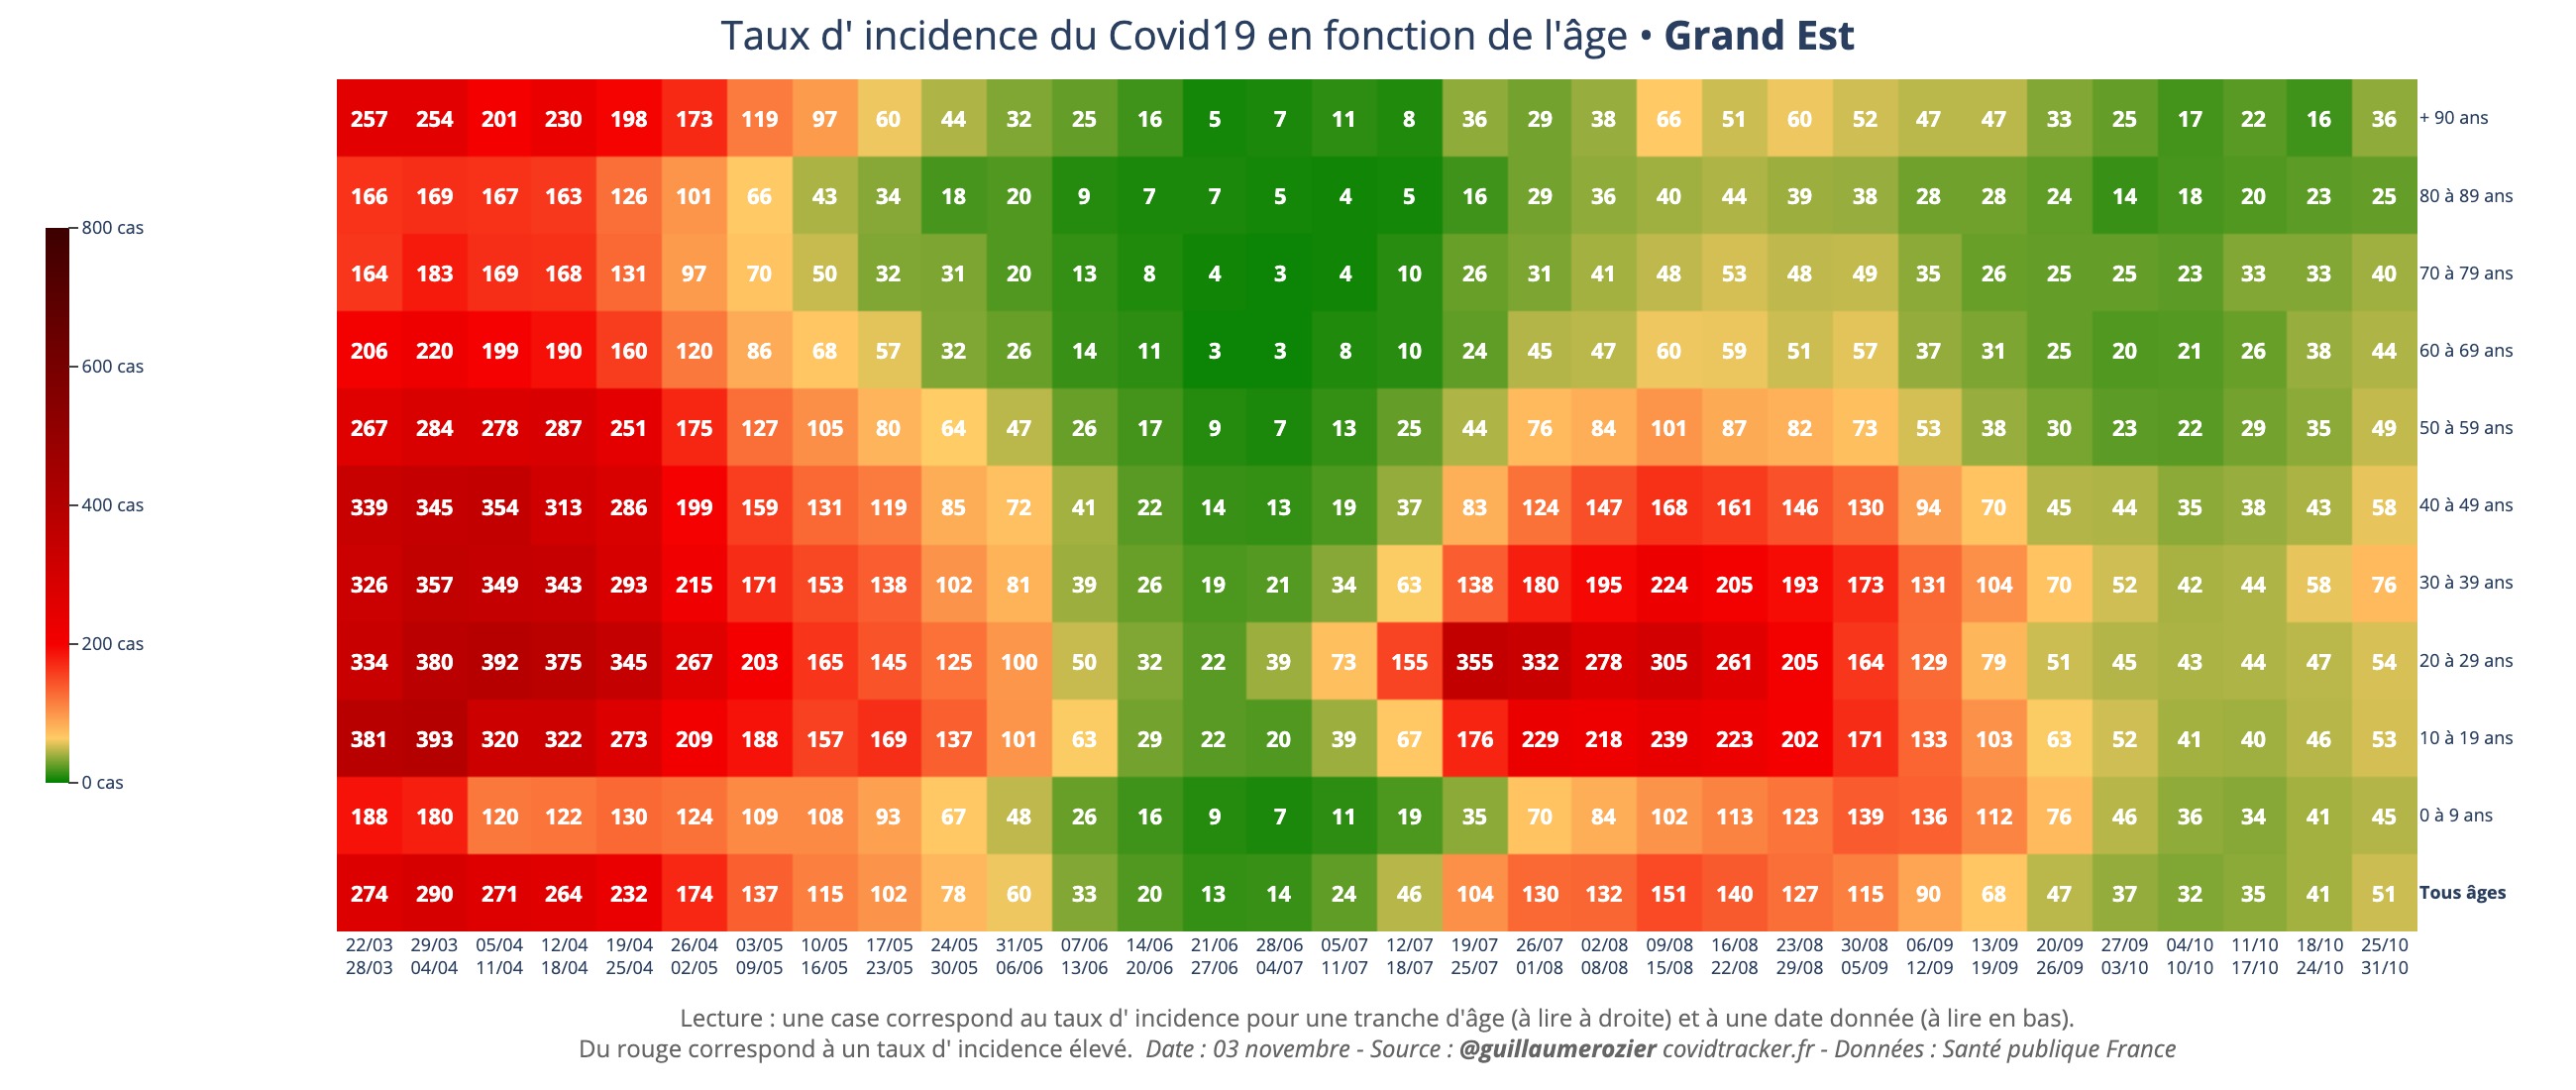 Taux d' incidence du Covid19 en fonction de l'âge • Grand Est
800 cas
600 cas
400 cas
200 cas
0 cas
257 254 201 230 198 173 119 97 60 44 32 25 16 5 7 11 8 36 29 38 66 51 60 52 47 47 33 25 17 22 16 36 + 90 ans
166 169 167 163 126 101 66 43 34 18 20 9 7 7 5 4 5 16 29 36 40 44 39 38 28 28 24 14 18 20 23 25 80 à 89 ans
164 183 169 168 131 97 70 50 32 31 20 13 8 4 3 4 10 26 31 41 48 53 48 49 35 26 25 25 23 33 33 40 70 à 79 ans
206 220 199 190 160 120 86 68 57 32 26 14 11 3 3 8 10 24 45 47 60 59 51 57 37 31 25 20 21 26 38 44 60 à 69 ans
267 284 278 287 251 175 127 105 80 64 47 26 17 9 7 13 25 44 76 84 101 87 82 73 53 38 30 23 22 29 35 49 50 à 59 ans
339 345 354 313 286 199 159 131 119 85 72 41 22 14 13 19 37 83 124 147 168 161 146 130 94 70 45 44 35 38 43 58 40 à 49 ans
326 357 349 343 293 215 171 153 138 102 81 39 26 19 21 34 63 138 180 195 224 205 193 173 131 104 70 52 42 44 58 76 30 à 39 ans
334 380 392 375 345 267 203 165 145 125 100 50 32 22 39 73 155 355 332 278 305 261 205 164 129 79 51 45 43 44 47 54 20 à 29 ans
381 393 320 322 273 209 188 157 169 137 101 63 29 22 20 39 67 176 229 218 239 223 202 171 133 103 63 52 41 40 46 53 10 à 19 ans
188 180 120 122 130 124 109 108 93 67 48 26 16 9 7 11 19 35 70 84 102 113 123 139 136 112 76 46 36 34 41 45 0 à 9 ans
274 290 271 264 232 174 137 115 102 78 60 33 20 13 14 24 46 104 130 132 151 140 127 115 90 68 47 37 32 35 41 51 Tous âges
22/03 29/03 05/04 12/04 19/04 26/04 03/05 10/05 17/05 24/05 31/05 07/06 14/06 21/06 28/06 05/07 12/07 19/07 26/07 02/08 09/08 16/08 23/08 30/08 06/09 13/09 20/09 27/09 04/10 11/10 18/10 25/10
28/03 04/04 11/04 18/04 25/04 02/05 09/05 16/05 23/05 30/05 06/06 13/06 20/06 27/06 04/07 11/07 18/07 25/07 01/08 08/08 15/08 22/08 29/08 05/09 12/09 19/09 26/09 03/10 10/10 17/10 24/10 31/10
Lecture : une case correspond au taux d' incidence pour une tranche d'âge (à lire à droite) et à une date donnée (à lire en bas).
Du rouge correspond à un taux d' incidence élevé. Date : 03 novembre - Source : @guillaumerozier covidtracker.fr - Données : Santé publique France